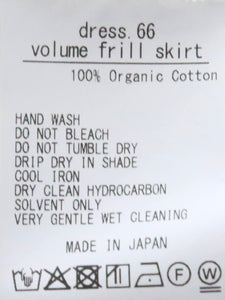 dress. 66
volume frill skirt
100% Organic Cotton
HAND WASH
DO NOT BLEACH
DO NOT TUMBLE DRY
DRIP DRY IN SHADE
COOL IRON
DRY CLEAN HYDROCARBON
SOLVENT ONLY
VERY GENTLE WET CLEANING
MADE IN JAPAN
F W